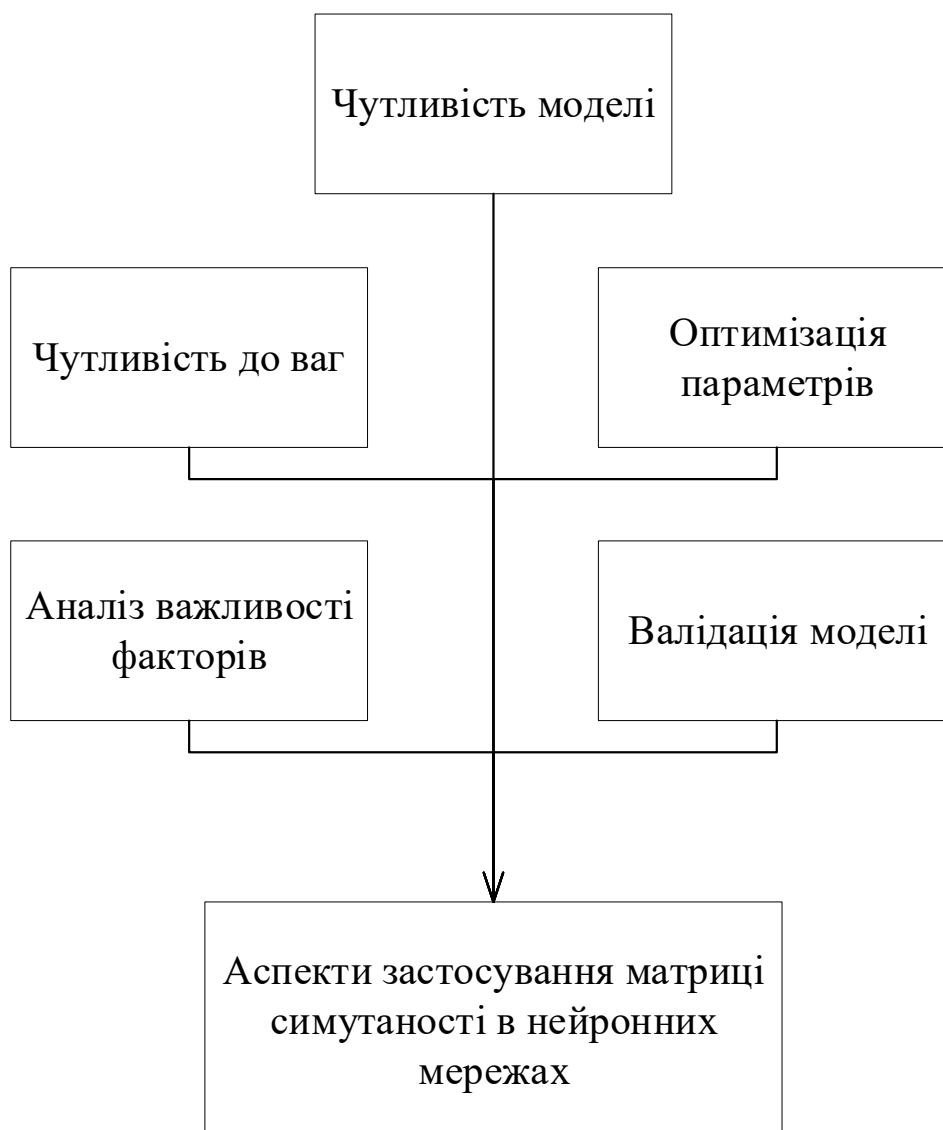 Чутливість моделі
Чутливість до ваг
Оптимізація
параметрів
Аналіз важливості
факторів
Валідація моделі
Аспекти застосування матриці
симутаності в нейронних
мережах